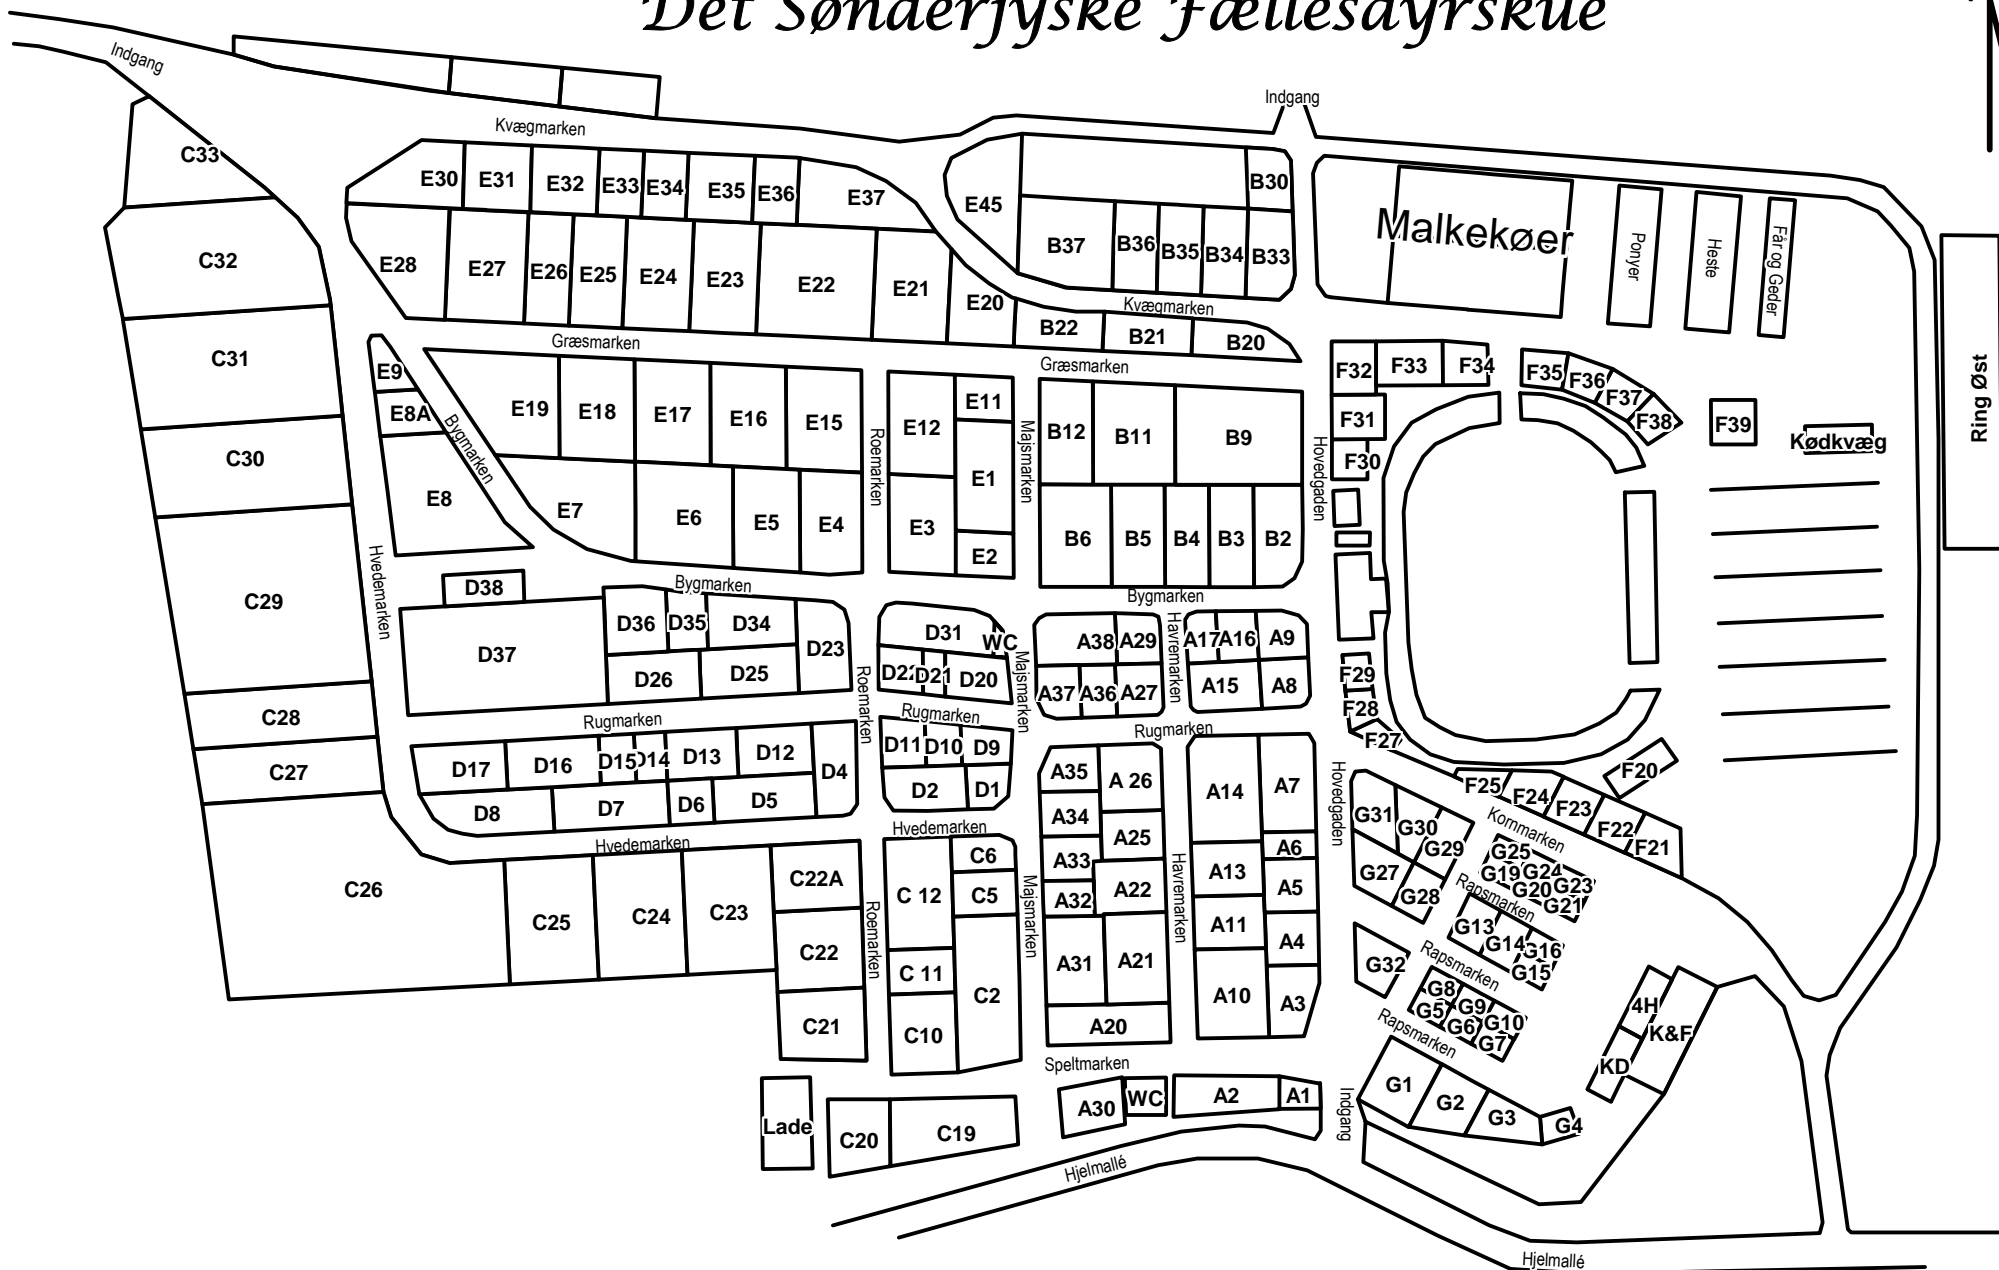 Det Sønderjyske Fællesdyrskue
Indgang
Kvægmarken
Indgang
C33
C32
C31
C30
C29
C28
C27
C26
C25
C24
C23
C22A
C22
C21
E30
E31
E32
E33
E34
E35
E36
E37
E28
E27
E26
E25
E24
E23
E22
E21
E20
E45
B30
B37
B36
B35
B34
B33
Kvægmarken
B22
B21
B20
Græsmarken
Græsmarken
Malkekøer
Ponyer
Heste
Får og Geder
Ring Øst
E9
E8A
E8
Bygmarken
Hvedemarken
E19
E18
E17
E16
E15
E7
E6
E5
E4
Roemarken
E12
E11
E1
E3
E2
Majsmarken
B12
B11
B9
B6
B5
B4
B3
B2
Hovedgaden
F32
F33
F34
F31
F30
F35
F36
F37
F38
F39
Kødkvæg
Bygmarken
Bygmarken
D38
D37
D36
D35
D34
D23
D26
D25
Roemarken
D31
WC
D22
D21
D20
Majsmarken
A38
A29
A37
A36
A27
Havremarken
A17
A16
A9
A15
A8
F29
F28
F27
Rugmarken
Rugmarken
Rugmarken
D17
D16
D15
D14
D13
D12
D4
D8
D7
D6
D5
D11
D10
D9
D2
D1
Hvedemarken
Hvedemarken
A35
A 26
A34
A25
A33
A22
A32
A31
A21
A20
Havremarken
A14
A7
A6
A13
A5
A11
A4
A10
A3
Hovedgaden
Roemarken
C 12
C6
C5
C 11
C2
C10
Majsmarken
F25
F24
F23
F22
F21
F20
Kornmarken
G31
G30
G29
G27
G28
G25
G24
G23
G19
G20
G21
Rapsmarken
G13
G14
G16
G15
G32
Rapsmarken
G8
G9
G10
G5
G6
G7
Rapsmarken
G1
G2
G3
G4
4H
K&F
KD
Speltmarken
A30
WC
A2
A1
Indgang
Lade
C20
C19
Hjelmallé
Hjelmallé